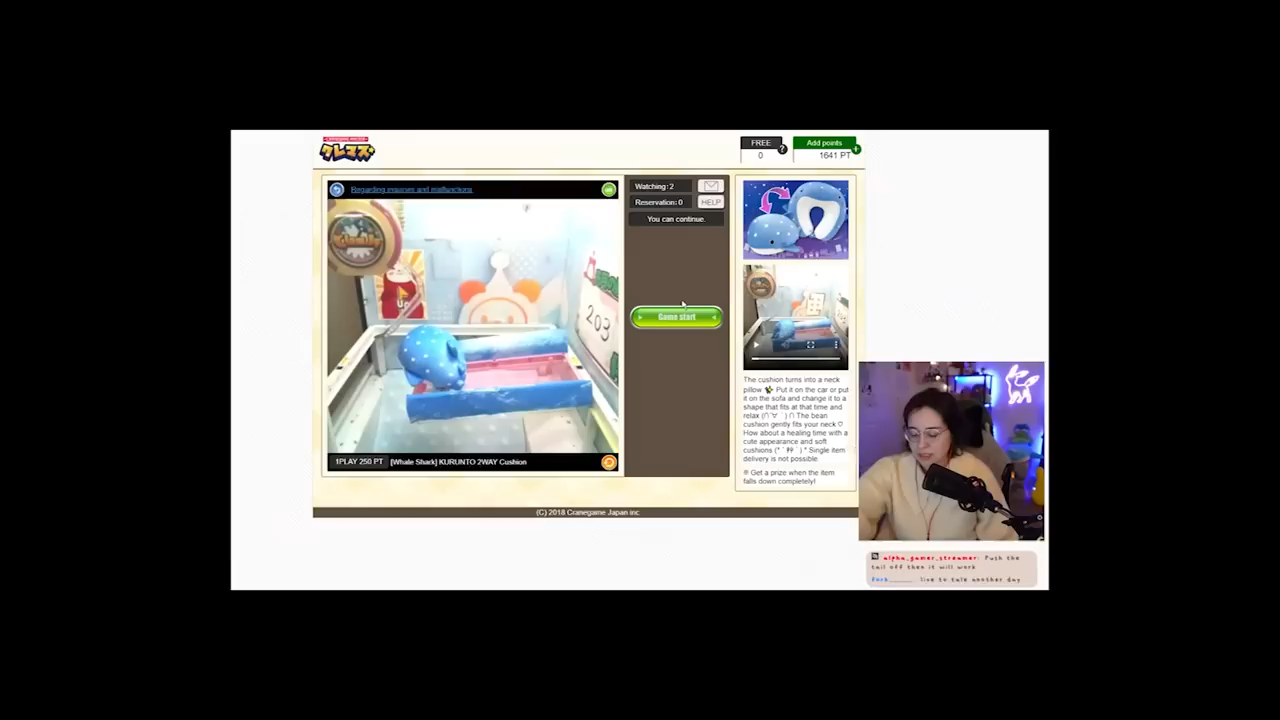 クレマス+
FREE
0
Add points
1641 PT
Regarding inquiries and malfunctions
Watching: 2
Reservation: 0
HELP
You can continue.
Game start
203
1PLAY 250 PT
[Whale Shark] KURUNTO 2WAY Cushion
The cushion turns into a neck
pillow Put it on the car or put
it on the sofa and change it to a
shape that fits at that time and
relax (∩´∀｀)∩ The bean
cushion gently fits your neck♡
How about a healing time with a
cute appearance and soft
cushions Single item
delivery is not possible.
※ Get a prize when the item
falls down completely!
(C) 2018 Cranegame Japan inc.
alpha_gamer_streamer: Push the
tail off then it will work
live to tale another day